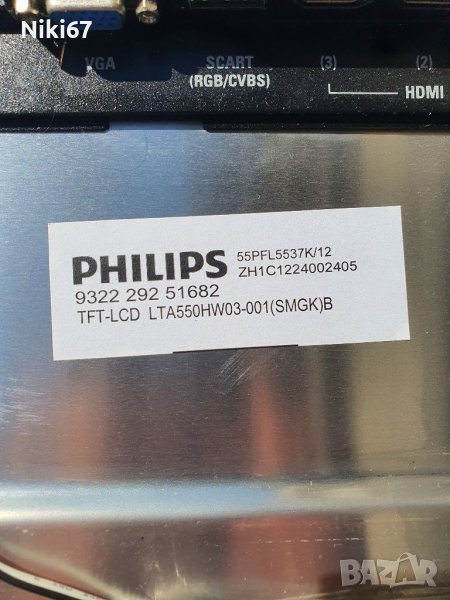 Niki67
VGA
SCART
(RGB/CVBS)
(3)
(2)
HDMI
PHILIPS
55PFL5537K/12
ZH1C1224002405
9322 292 51682
TFT-LCD LTA550HW03-001(SMGK)B
BAZAR